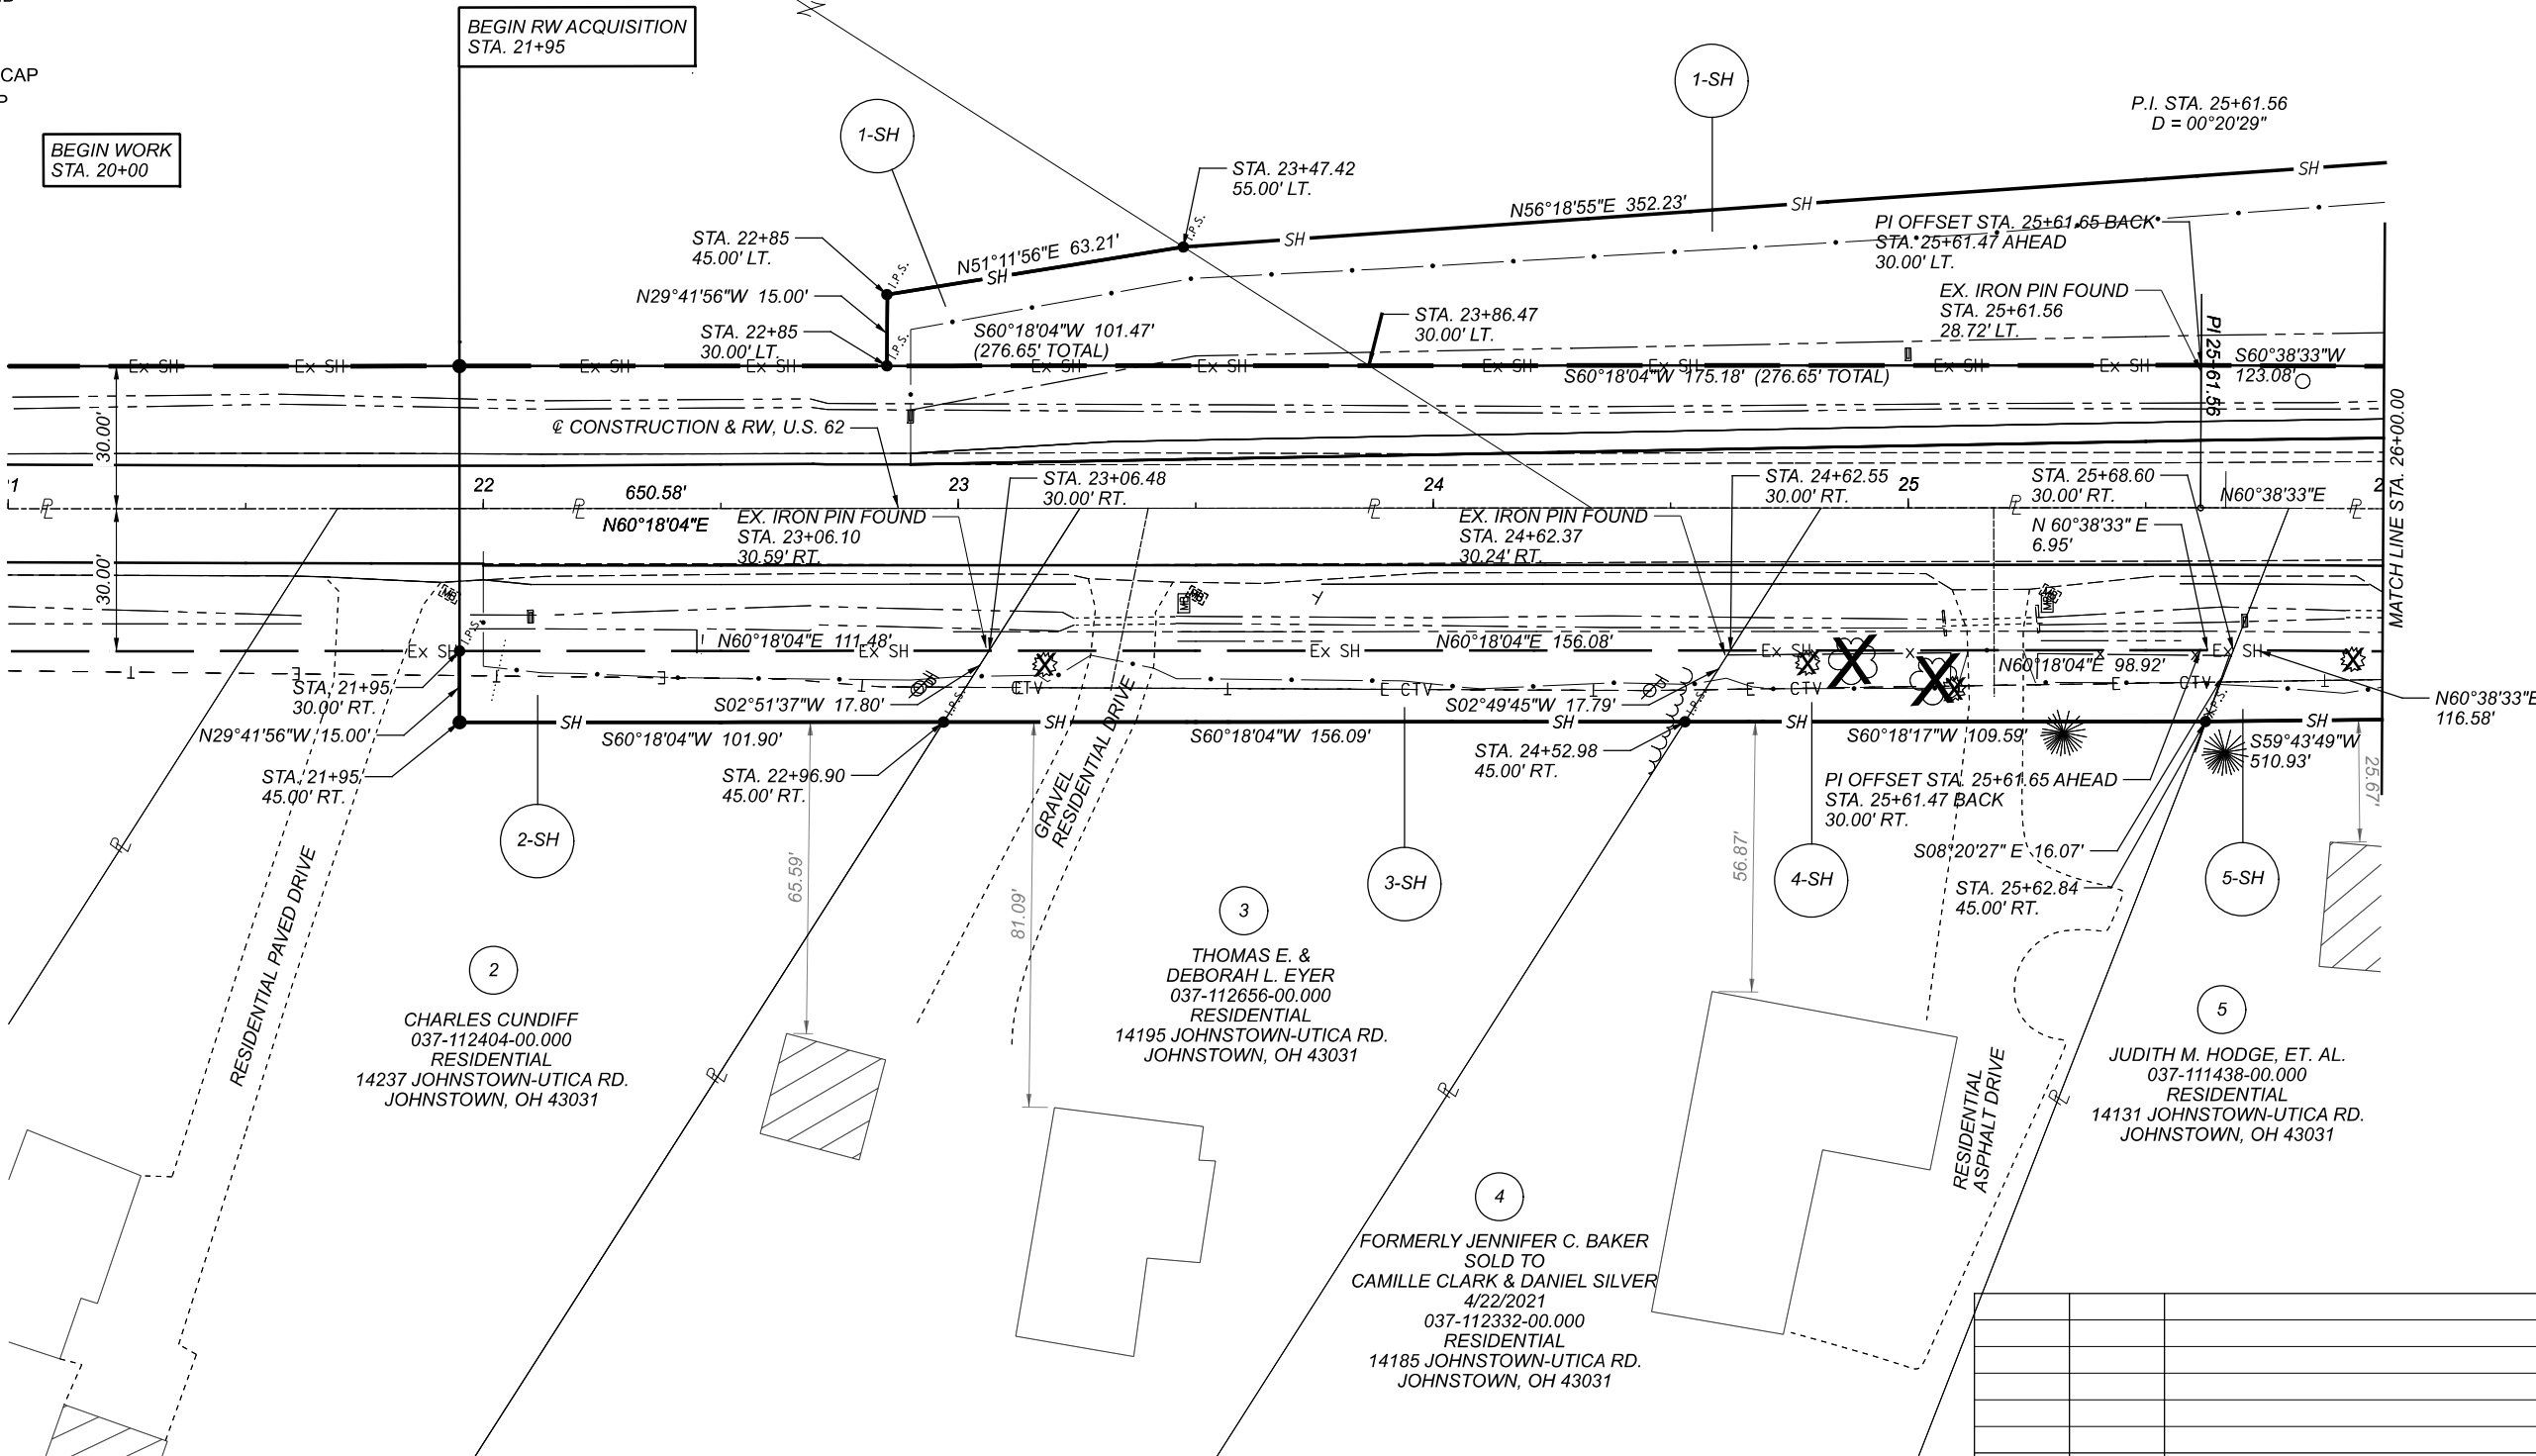 CAP
BEGIN WORK
STA. 20+00
BEGIN RW ACQUISITION
STA. 21+95
1-SH
1-SH
P.I. STA. 25+61.56
D = 00°20'29"
STA. 23+47.42
55.00' LT.
SH
N56°18'55"E 352.23'
SH
SH
I.P.S.
STA. 22+85
45.00' LT.
I.P.S.
N51°11'56"E 63.21'
SH
PI OFFSET STA. 25+61.65 BACK
STA. 25+61.47 AHEAD
30.00' LT.
N29°41'56"W 15.00'
EX. IRON PIN FOUND
STA. 25+61.56
28.72' LT.
STA. 22+85
30.00' LT.
I.P.S.
S60°18'04"W 101.47'
(276.65' TOTAL)
STA. 23+86.47
30.00' LT.
PI 25+61.56
S60°38'33"W
123.08'
Ex SH
Ex SH
Ex SH
Ex SH
Ex SH
Ex SH
Ex SH
Ex SH
Ex SH
Ex SH
S60°18'04"W 175.18' (276.65' TOTAL)
30.00'
℄ CONSTRUCTION & RW, U.S. 62
MATCH LINE STA. 26+00.00
22
650.58'
23
STA. 23+06.48
30.00' RT.
24
STA. 24+62.55
30.00' RT.
25
STA. 25+68.60
30.00' RT.
N60°38'33"E
PL
PL
PL
PL
PL
N60°18'04"E
EX. IRON PIN FOUND
STA. 23+06.10
30.59' RT.
EX. IRON PIN FOUND
STA. 24+62.37
30.24' RT.
N 60°38'33" E
6.95'
30.00'
MB
MB
MB
I.P.S.
N60°18'04"E 111.48'
N60°18'04"E 156.08'
N60°18'04"E 98.92'
Ex SH
Ex SH
Ex SH
Ex SH
Ex SH
STA. 21+95
30.00' RT.
N29°41'56"W 15.00'
STA. 21+95
45.00' RT.
SH
S60°18'04"W 101.90'
S02°51'37"W 17.80'
I.P.S.
CTV
SH
STA. 22+96.90
45.00' RT.
S60°18'04"W 156.09'
E CTV
S02°49'45"W 17.79'
I.P.S.
SH
STA. 24+52.98
45.00' RT.
E CTV
SH
S60°18'17"W 109.59'
E CTV
SH
N60°38'33"E
116.58'
S59°43'49"W
510.93'
25.67'
PI OFFSET STA. 25+61.65 AHEAD
STA. 25+61.47 BACK
30.00' RT.
S08°20'27" E 16.07'
STA. 25+62.84
45.00' RT.
2-SH
3-SH
4-SH
5-SH
GRAVEL
RESIDENTIAL DRIVE
65.59'
81.09'
56.87'
PL
PL
PL
PL
RESIDENTIAL PAVED DRIVE
2
CHARLES CUNDIFF
037-112404-00.000
RESIDENTIAL
14237 JOHNSTOWN-UTICA RD.
JOHNSTOWN, OH 43031
3
THOMAS E. &
DEBORAH L. EYER
037-112656-00.000
RESIDENTIAL
14195 JOHNSTOWN-UTICA RD.
JOHNSTOWN, OH 43031
5
JUDITH M. HODGE, ET. AL.
037-111438-00.000
RESIDENTIAL
14131 JOHNSTOWN-UTICA RD.
JOHNSTOWN, OH 43031
RESIDENTIAL
ASPHALT DRIVE
4
FORMERLY JENNIFER C. BAKER
SOLD TO
CAMILLE CLARK & DANIEL SILVER
4/22/2021
037-112332-00.000
RESIDENTIAL
14185 JOHNSTOWN-UTICA RD.
JOHNSTOWN, OH 43031